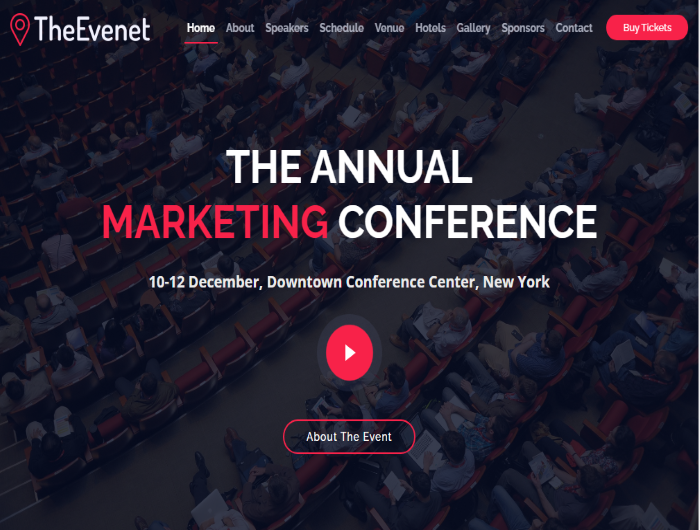 TheEvenet
Home About Speakers Schedule Venue Hotels Gallery Sponsors Contact Buy Tickets
THE ANNUAL
MARKETING CONFERENCE
10-12 December, Downtown Conference Center, New York
About The Event